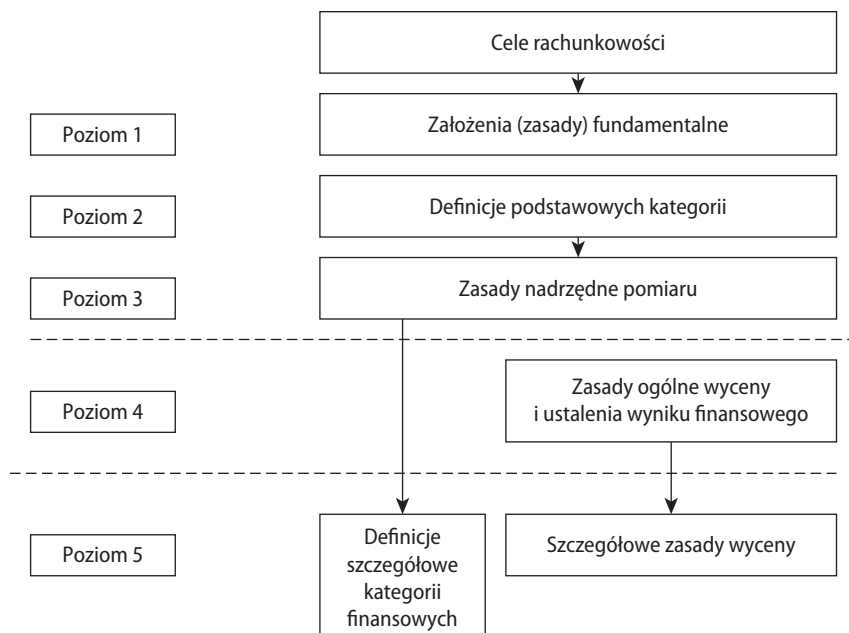 Cele rachunkowości
Poziom 1
Założenia (zasady) fundamentalne
Poziom 2
Definicje podstawowych kategorii
Poziom 3
Zasady nadrzędne pomiaru
Poziom 4
Zasady ogólne wyceny
i ustalenia wyniku finansowego
Poziom 5
Definicje
szczegółowe
kategorii
finansowych
Szczegółowe zasady wyceny